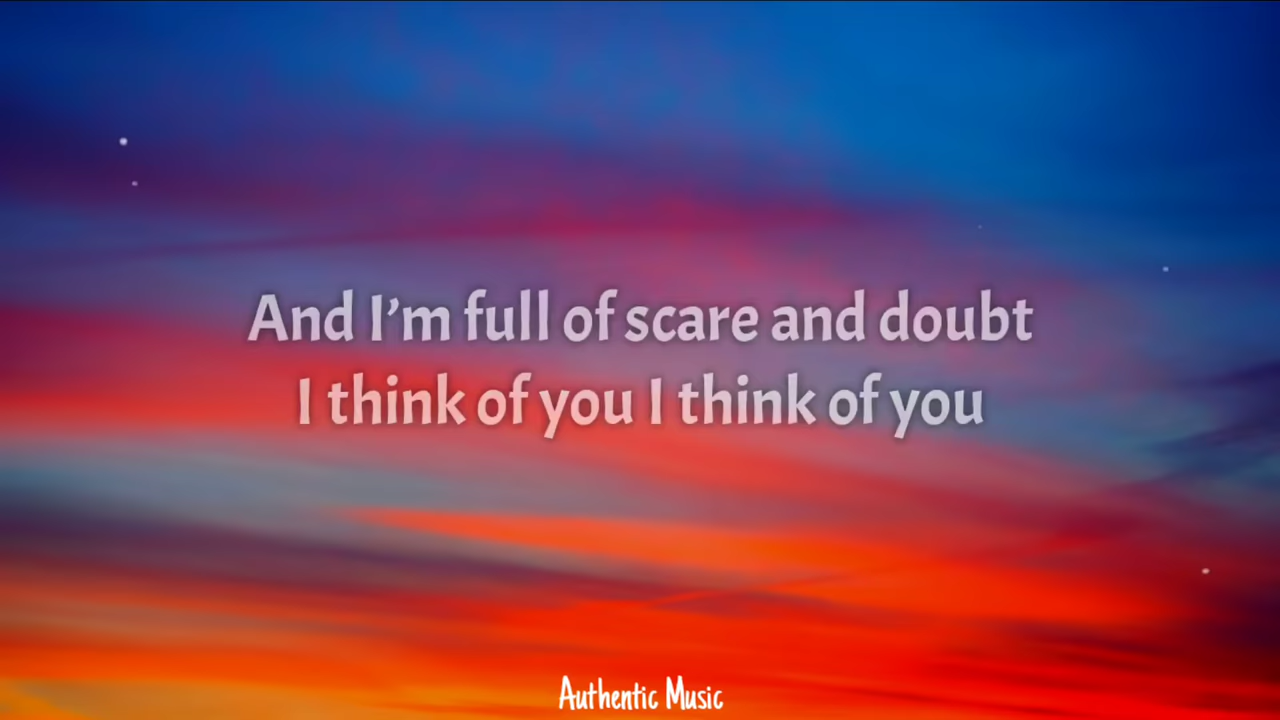 And I’m full of scare and doubt
I think of you I think of you
Authentic Music